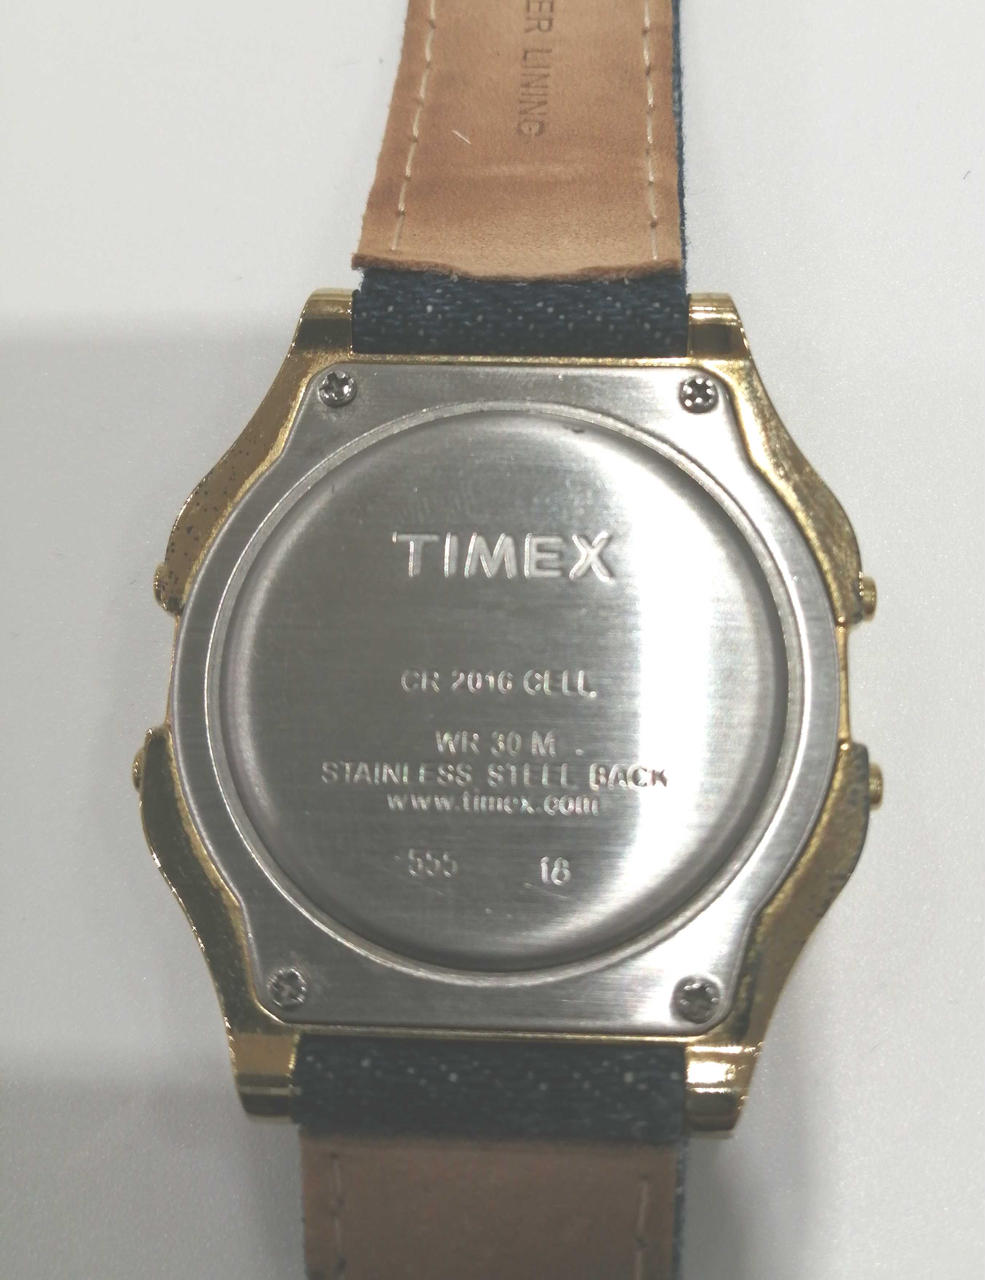 ER LINING
TIMEX
CR 2016 CELL
WR 30 M
STAINLESS STEEL BACK
www.timex.com
555 18